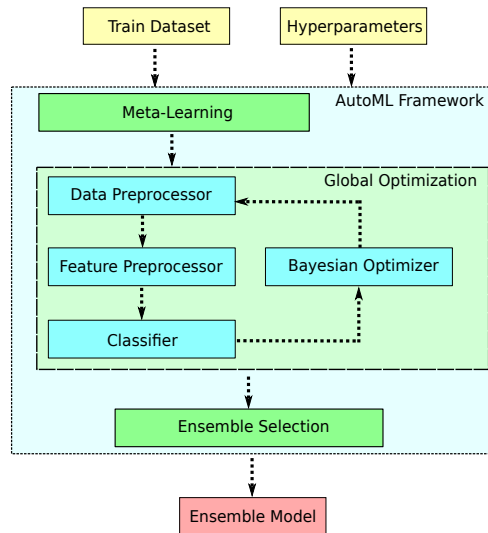 Train Dataset
Hyperparameters
AutoML Framework
Meta-Learning
Global Optimization
Data Preprocessor
Feature Preprocessor
Bayesian Optimizer
Classifier
Ensemble Selection
Ensemble Model